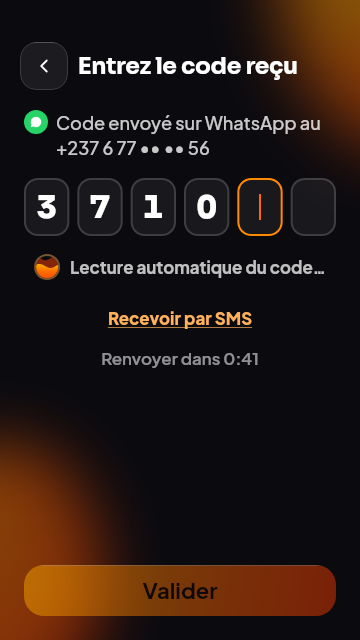 Entrez le code reçu
Code envoyé sur WhatsApp au
+237 6 77 •• •• 56
3 7 1 0
Lecture automatique du code…
Recevoir par SMS
Renvoyer dans 0:41
Valider